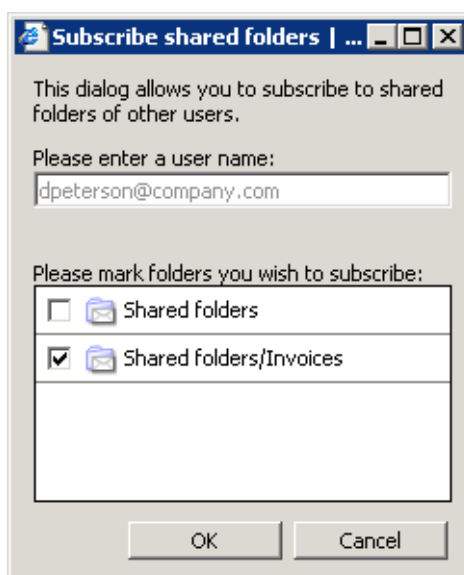 Subscribe shared folders | ...
This dialog allows you to subscribe to shared
folders of other users.
Please enter a user name:
dpeterson@company.com
Please mark folders you wish to subscribe:
Shared folders
Shared folders/Invoices
OK Cancel